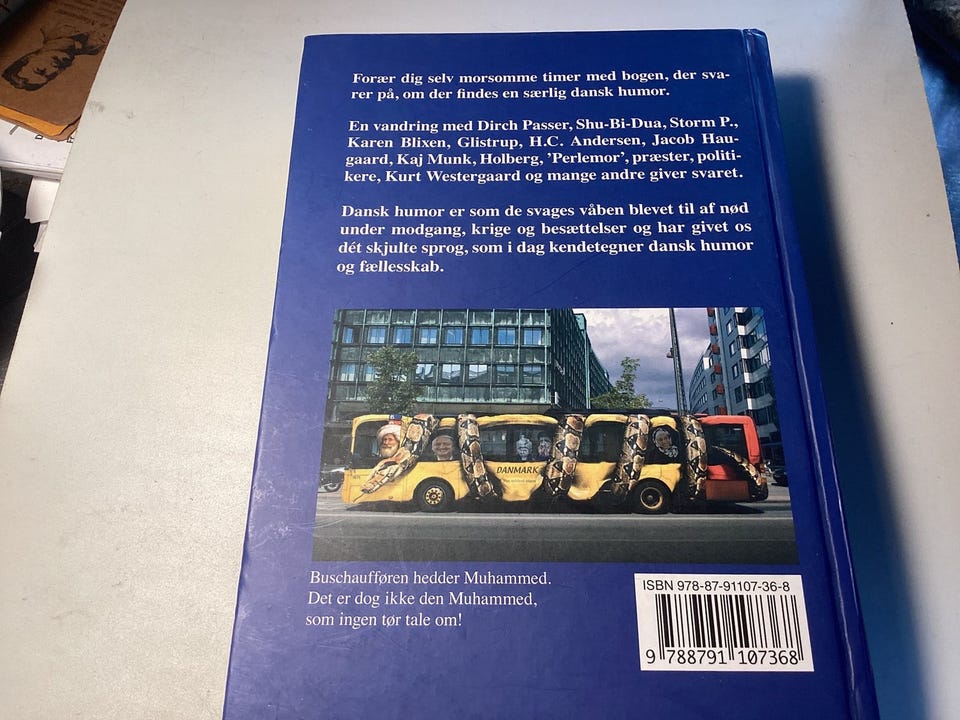 Forær dig selv morsomme timer med bogen, der sva-
rer på, om der findes en særlig dansk humor.
En vandring med Dirch Passer, Shu-Bi-Dua, Storm P.,
Karen Blixen, Glistrup, H.C. Andersen, Jacob Hau-
gaard, Kaj Munk, Holberg, ’Perlemor’, præster, politi-
kere, Kurt Westergaard og mange andre giver svaret.
Dansk humor er som de svages våben blevet til af nød
under modgang, krige og besættelser og har givet os
dét skjulte sprog, som i dag kendetegner dansk humor
og fællesskab.
DANMARK
Buschaufføren hedder Muhammed.
Det er dog ikke den Muhammed,
som ingen tør tale om!
ISBN 978-87-91107-36-8
9 788791 107368